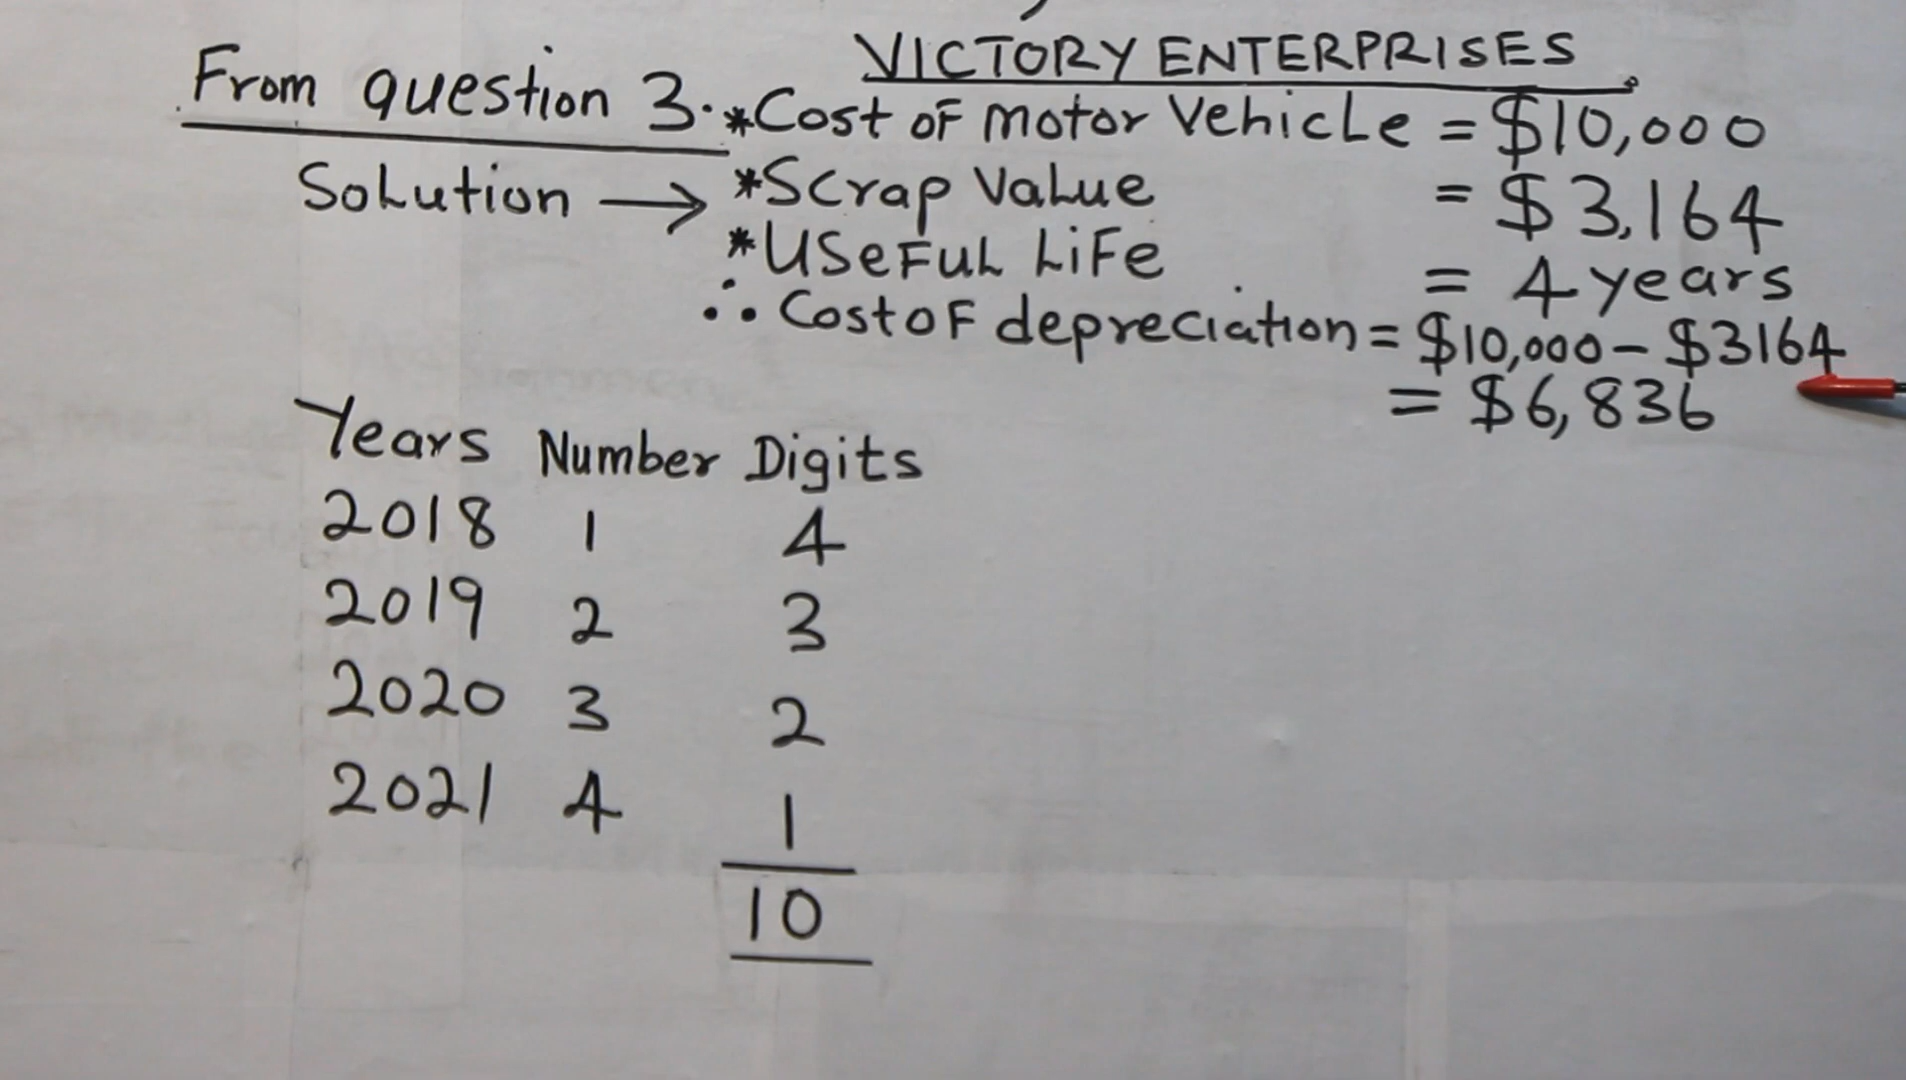 VICTORY ENTERPRISES
From question 3. *Cost of motor Vehicle = $10,000
Solution → *Scrap Value = $3,164
*Useful Life = 4 years
∴ Cost of depreciation = $10,000 - $3164
= $6,836
Years Number Digits
2018 1 4
2019 2 3
2020 3 2
2021 4 1
10